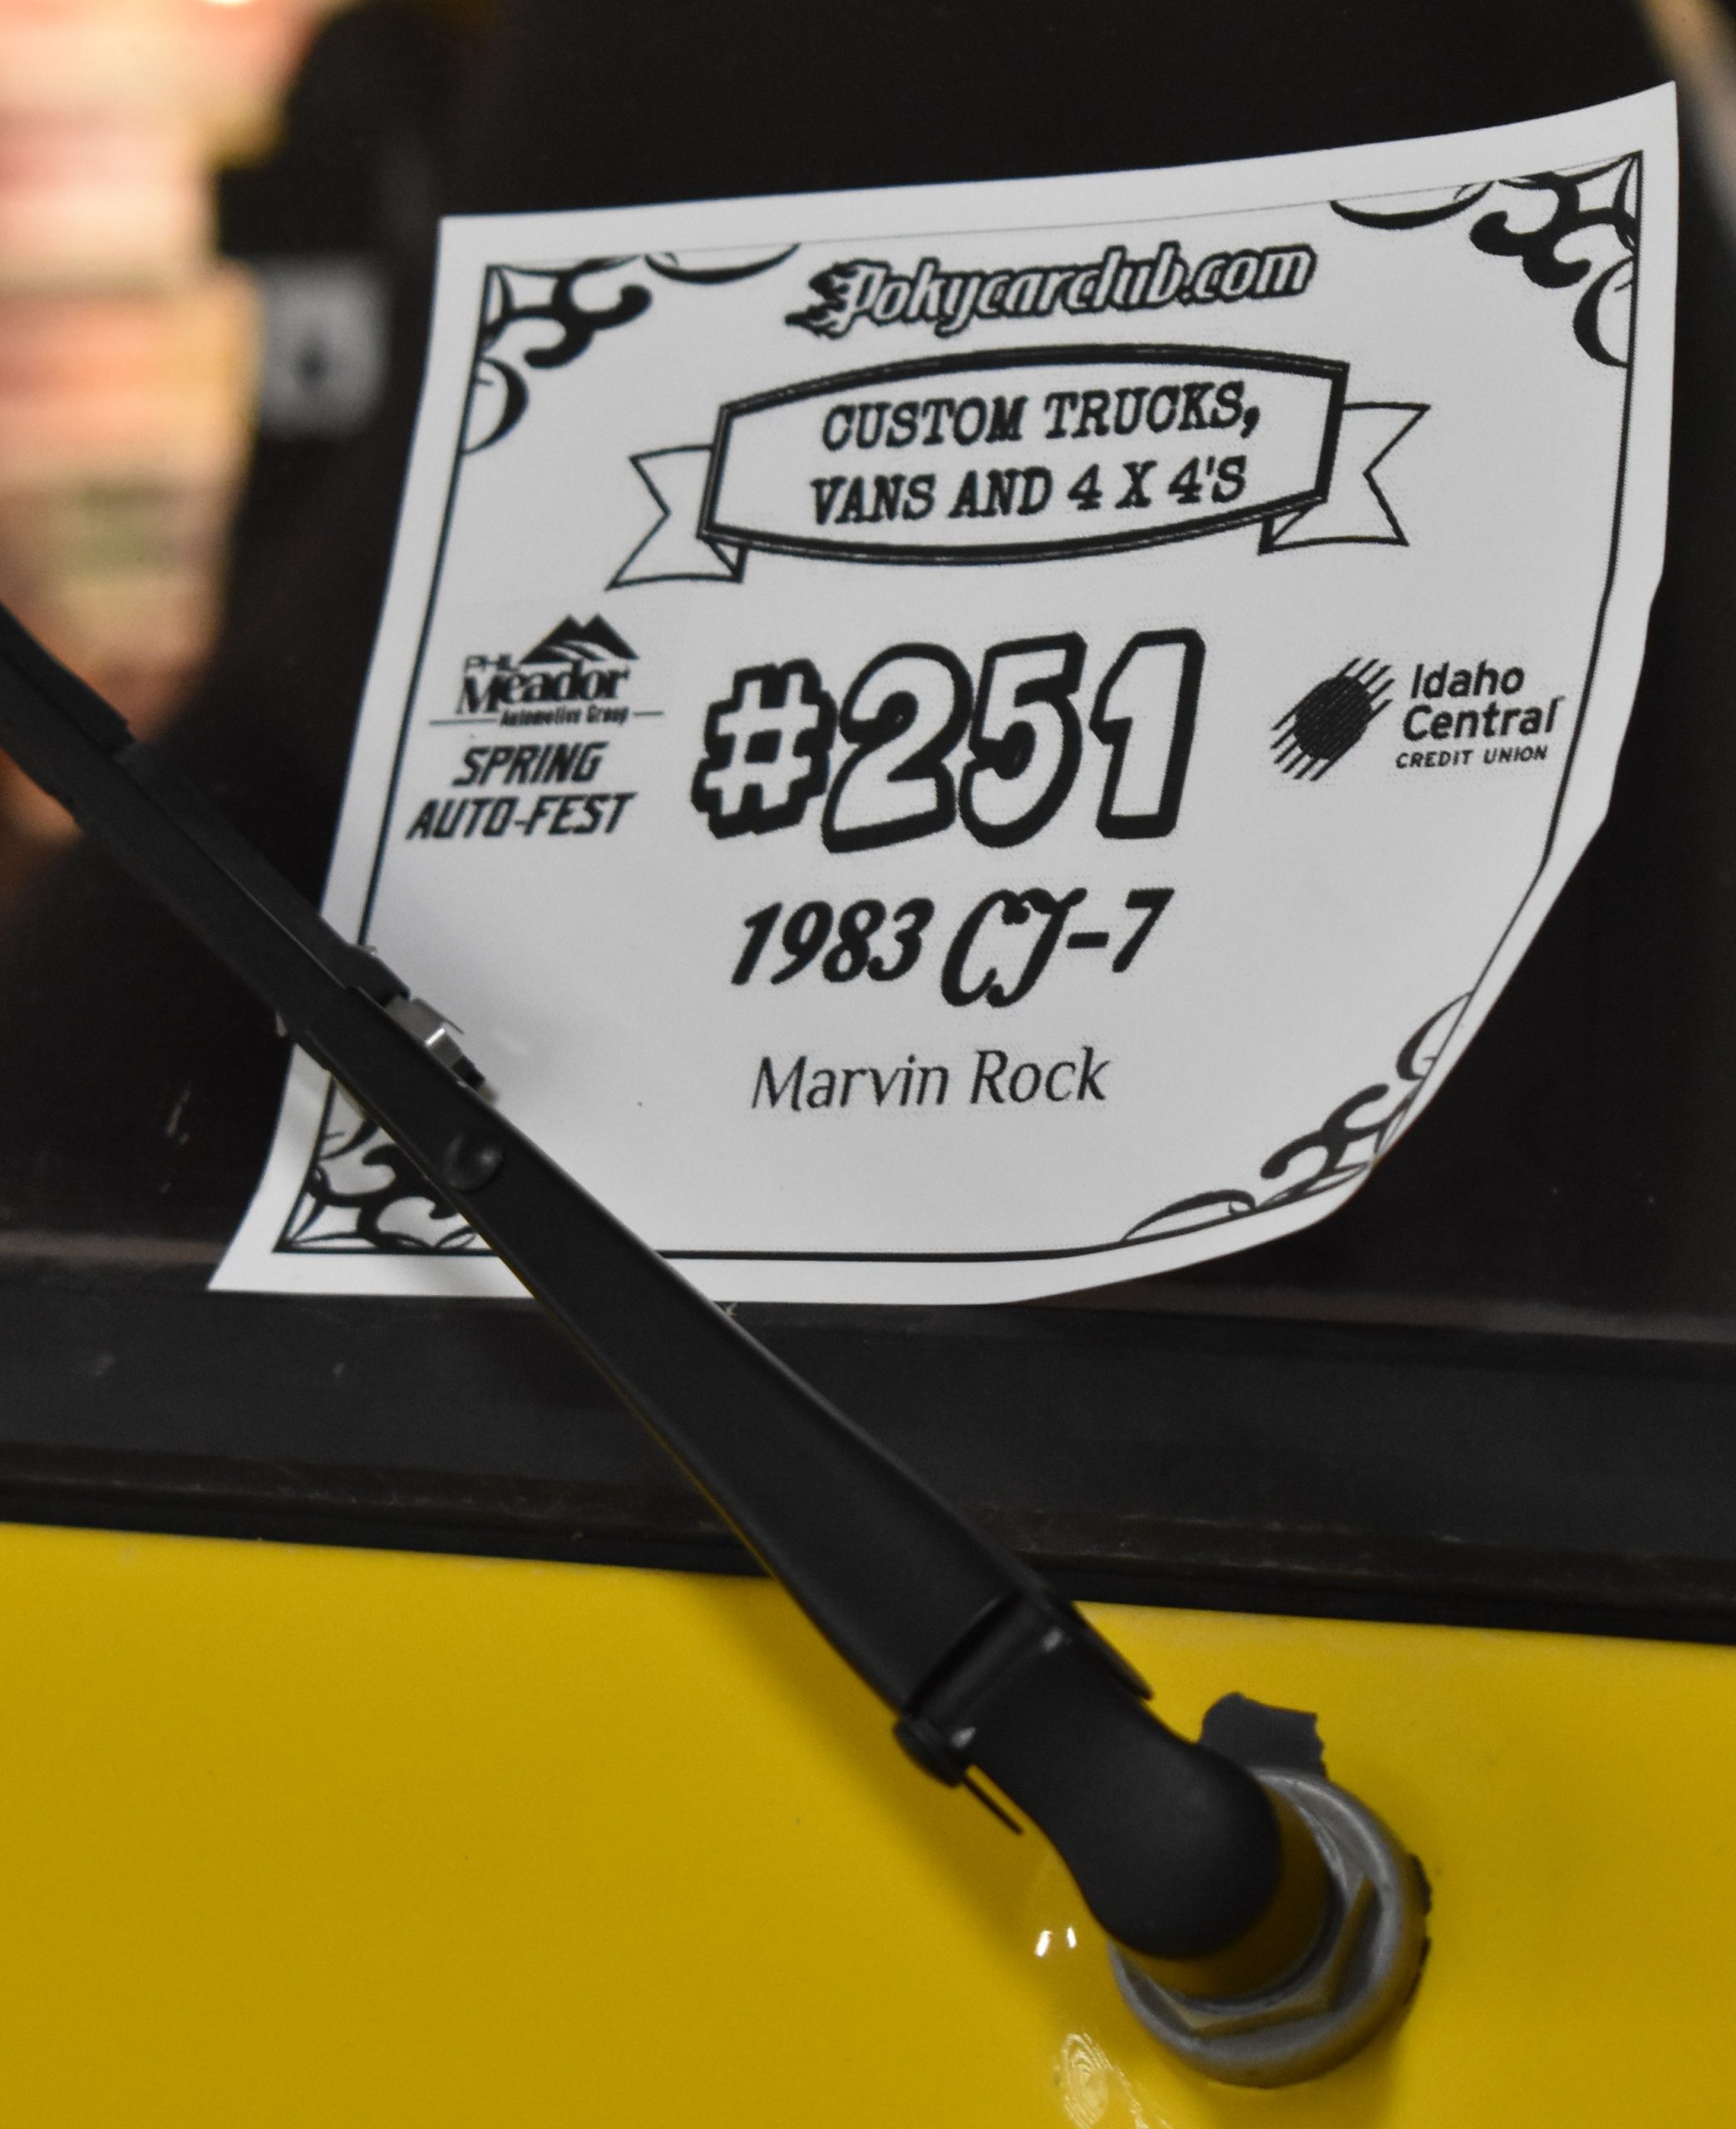 Pokycarclub.com
CUSTOM TRUCKS,
VANS AND 4 X 4'S
PHIL
Meador
Automotive Group
SPRING
AUTO-FEST
#251
Idaho
Central
CREDIT UNION
1983 CJ-7
Marvin Rock